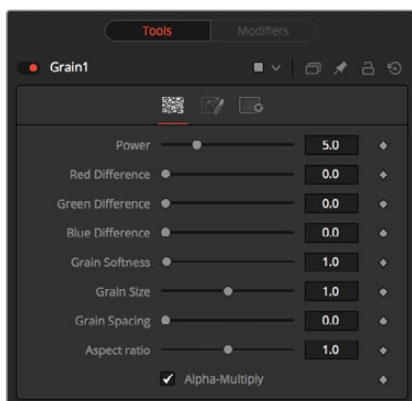 Tools Modifiers
Grain1
Power 5.0
Red Difference 0.0
Green Difference 0.0
Blue Difference 0.0
Grain Softness 1.0
Grain Size 1.0
Grain Spacing 0.0
Aspect ratio 1.0
Alpha-Multiply